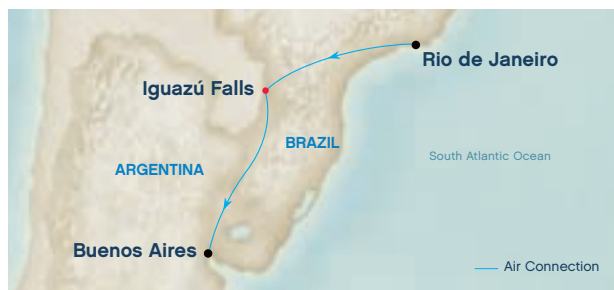 Rio de Janeiro
Iguazú Falls
BRAZIL
South Atlantic Ocean
ARGENTINA
Buenos Aires
Air Connection